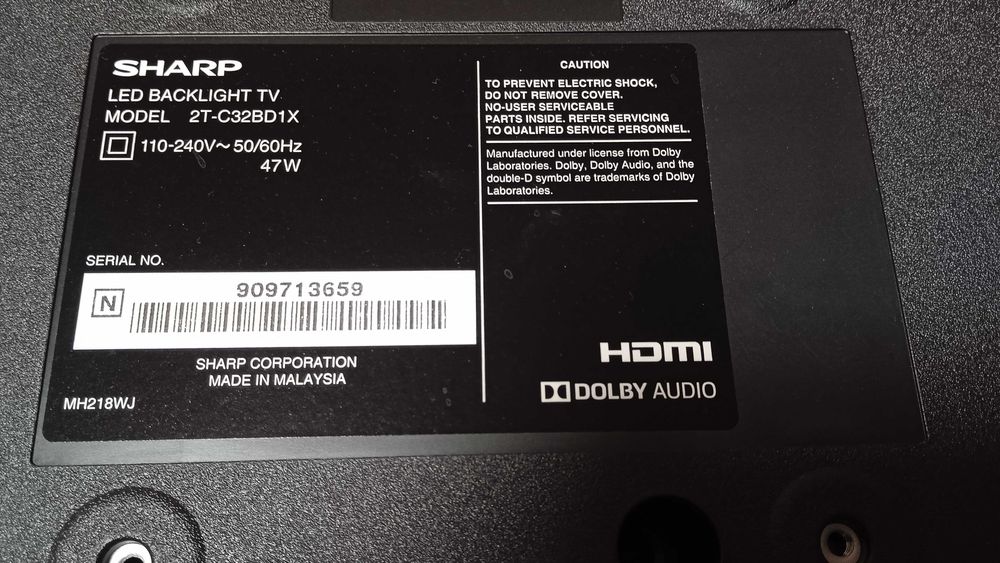 SHARP
LED BACKLIGHT TV
MODEL 2T-C32BD1X
110-240V～50/60Hz
47W
SERIAL NO.
N
909713659
SHARP CORPORATION
MADE IN MALAYSIA
MH218WJ
CAUTION
TO PREVENT ELECTRIC SHOCK,
DO NOT REMOVE COVER.
NO-USER SERVICEABLE
PARTS INSIDE. REFER SERVICING
TO QUALIFIED SERVICE PERSONNEL.
Manufactured under license from Dolby
Laboratories. Dolby, Dolby Audio, and the
double-D symbol are trademarks of Dolby
Laboratories.
HDMI
DOLBY AUDIO